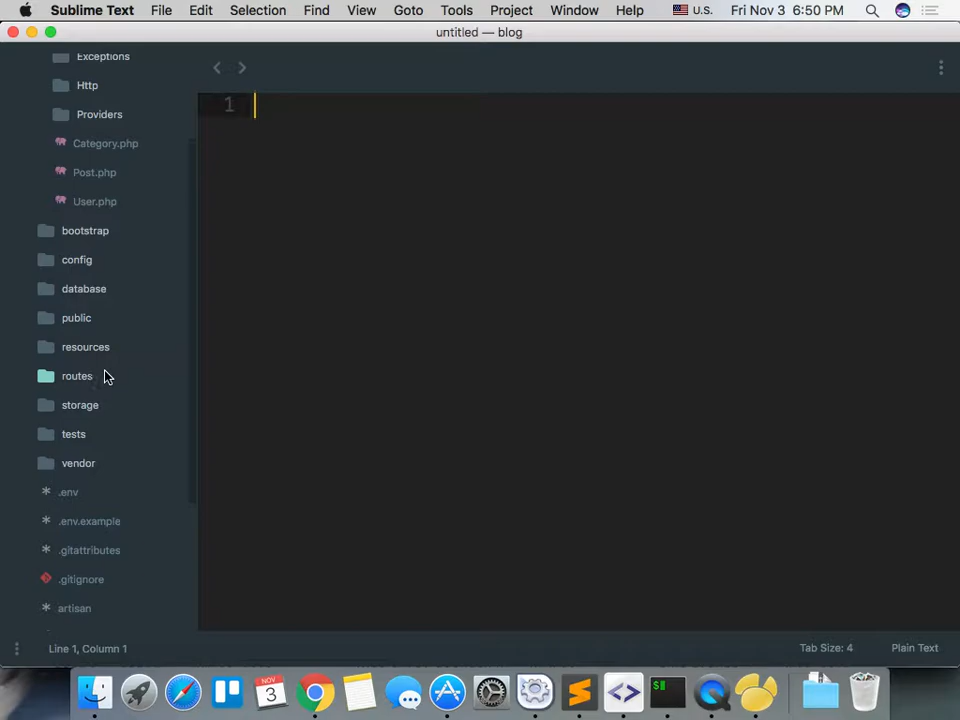 Sublime Text File Edit Selection Find View Goto Tools Project Window Help U.S. Fri Nov 3 6:50 PM
untitled — blog
Exceptions
Http
Providers
Category.php
Post.php
User.php
bootstrap
config
database
public
resources
routes
storage
tests
vendor
.env
.env.example
.gitattributes
.gitignore
artisan
1
Line 1, Column 1 Tab Size: 4 Plain Text
NOV
3
$